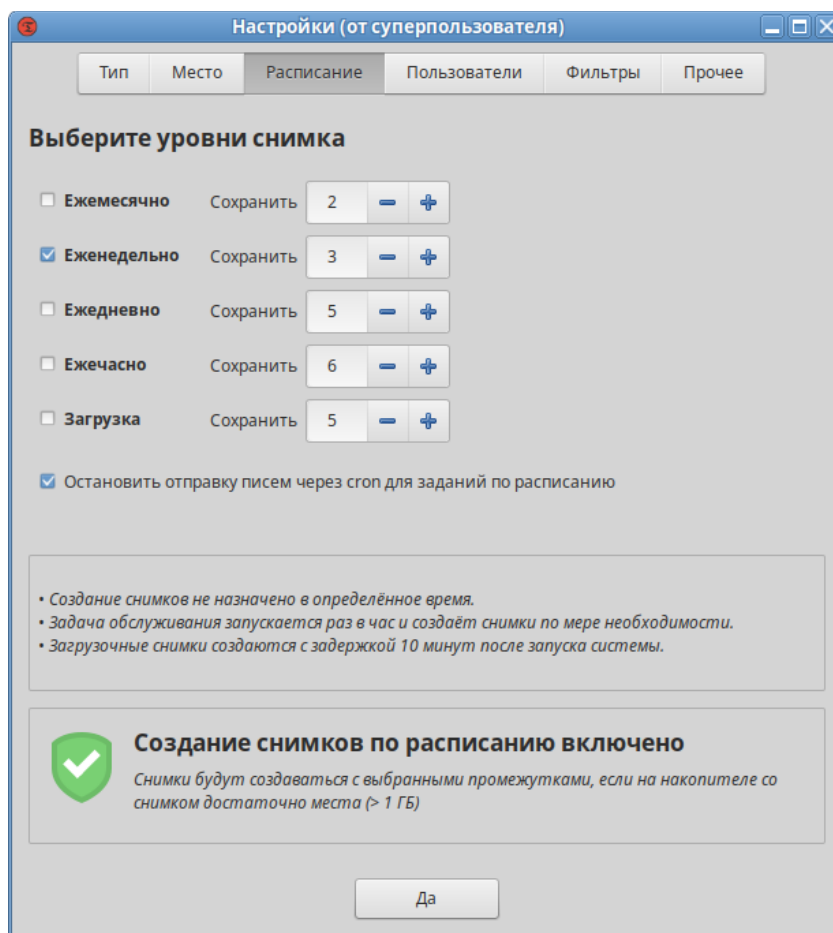 Настройки (от суперпользователя)
Тип Место Расписание Пользователи Фильтры Прочее
Выберите уровни снимка
Ежемесячно Сохранить 2
Еженедельно Сохранить 3
Ежедневно Сохранить 5
Ежечасно Сохранить 6
Загрузка Сохранить 5
Остановить отправку писем через cron для заданий по расписанию
• Создание снимков не назначено в определённое время.
• Задача обслуживания запускается раз в час и создаёт снимки по мере необходимости.
• Загрузочные снимки создаются с задержкой 10 минут после запуска системы.
Создание снимков по расписанию включено
Снимки будут создаваться с выбранными промежутками, если на накопителе со
снимком достаточно места (> 1 ГБ)
Да